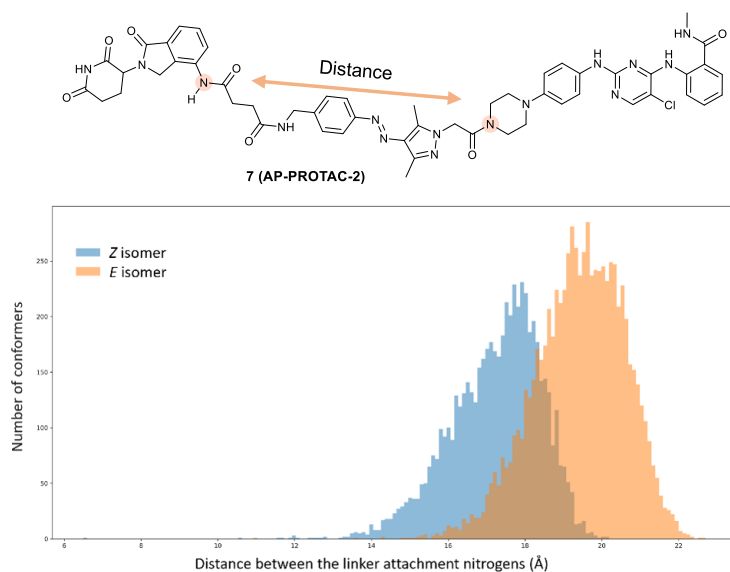 Distance
O
O
NH
N
O
N
H
O
O
NH
N
N
N
N
O
N
N
H
N
N
N
H
N
Cl
O
HN
7 (AP-PROTAC-2)
Z isomer
E isomer
Number of conformers
250
200
150
100
50
0
6 8 10 12 14 16 18 20 22
Distance between the linker attachment nitrogens (Å)